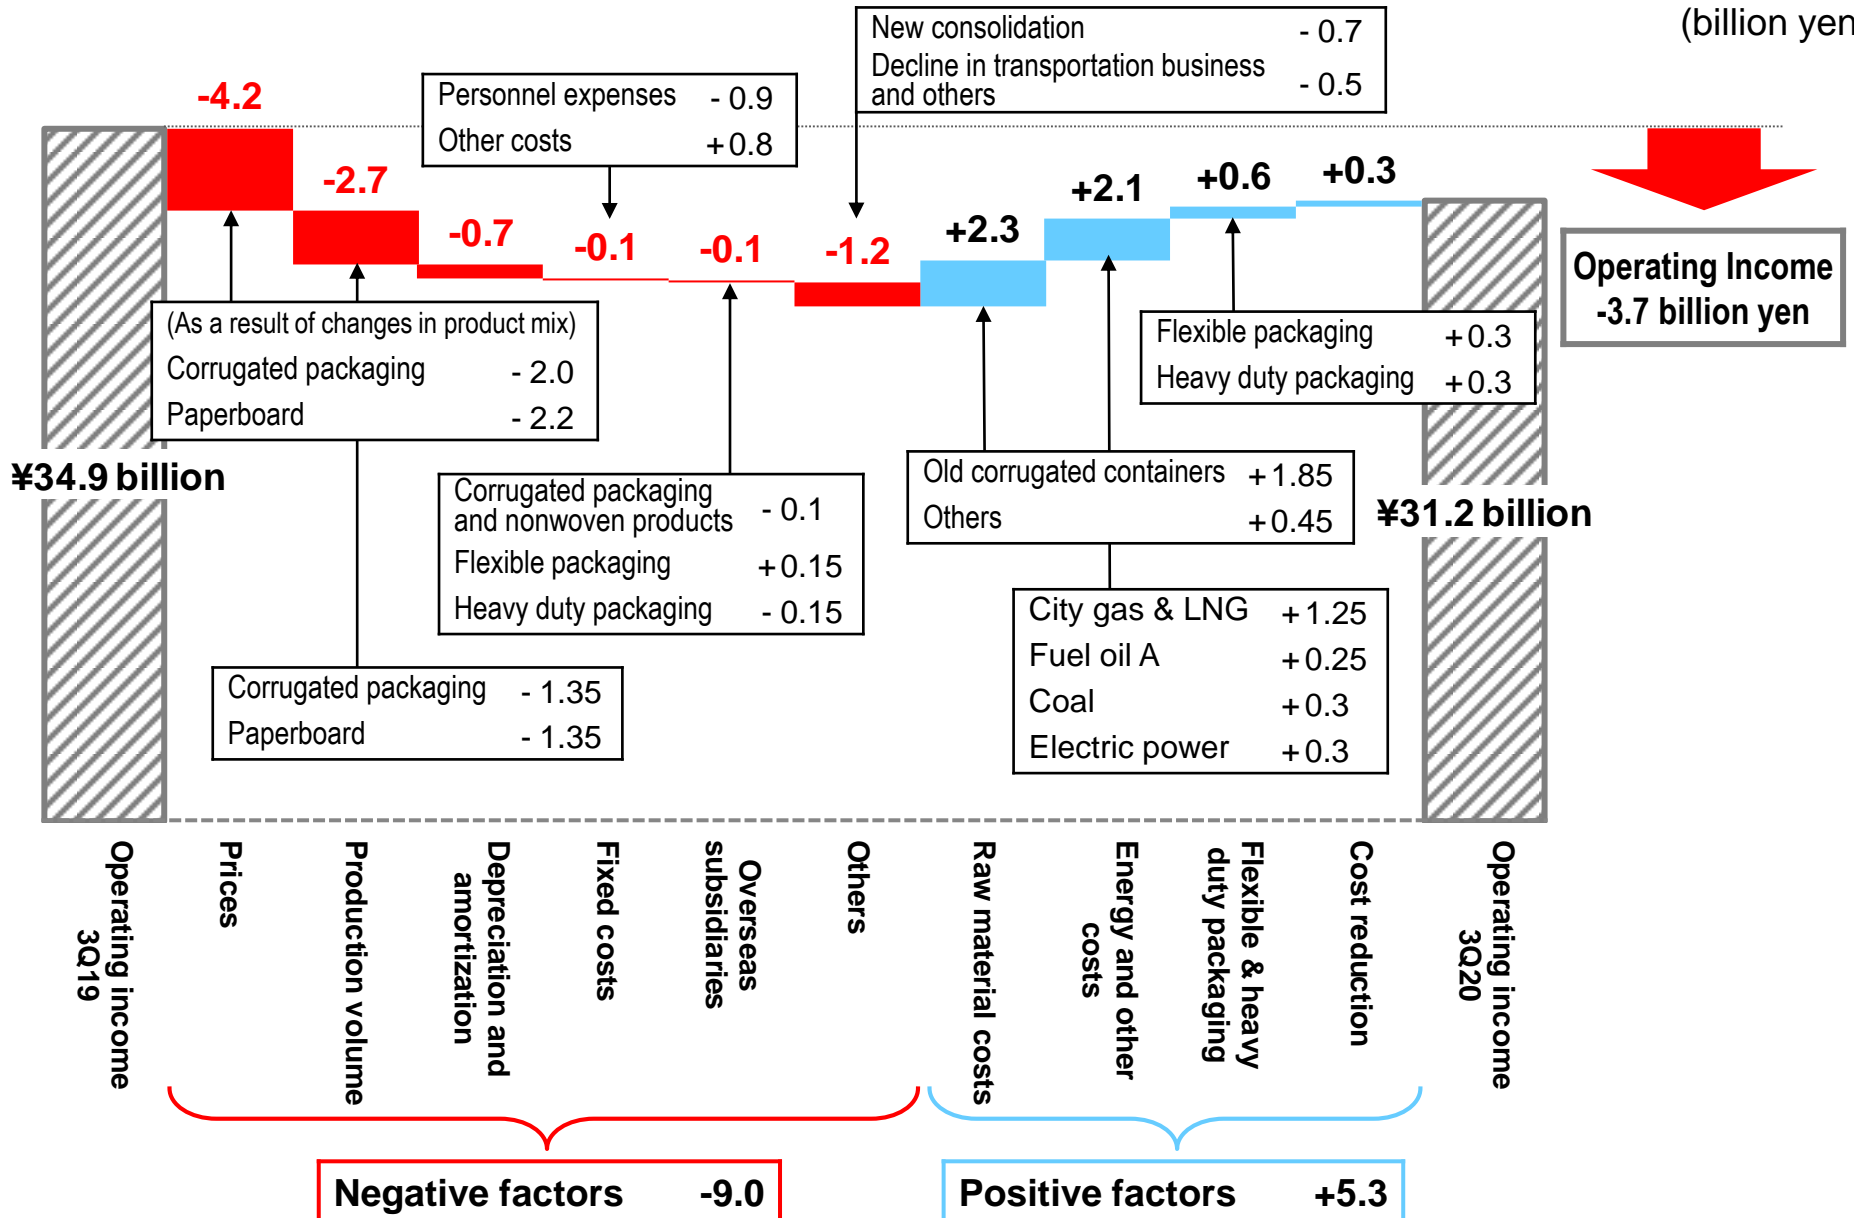 (billion yen
New consolidation - 0.7
Decline in transportation business
and others - 0.5
Personnel expenses - 0.9
Other costs +0.8
-4.2
-2.7
-0.7
-0.1
-0.1
-1.2
+2.3
+2.1
+0.6
+0.3
Operating Income
-3.7 billion yen
(As a result of changes in product mix)
Corrugated packaging - 2.0
Paperboard - 2.2
Flexible packaging +0.3
Heavy duty packaging +0.3
¥34.9 billion
Corrugated packaging
and nonwoven products - 0.1
Flexible packaging +0.15
Heavy duty packaging - 0.15
Old corrugated containers +1.85
Others +0.45
¥31.2 billion
Corrugated packaging - 1.35
Paperboard - 1.35
City gas & LNG +1.25
Fuel oil A +0.25
Coal +0.3
Electric power +0.3
Operating income
3Q19
Prices
Production volume
Depreciation and
amortization
Fixed costs
Overseas
subsidiaries
Others
Raw material costs
Energy and other
costs
Flexible & heavy
duty packaging
Cost reduction
Operating income
3Q20
Negative factors -9.0
Positive factors +5.3